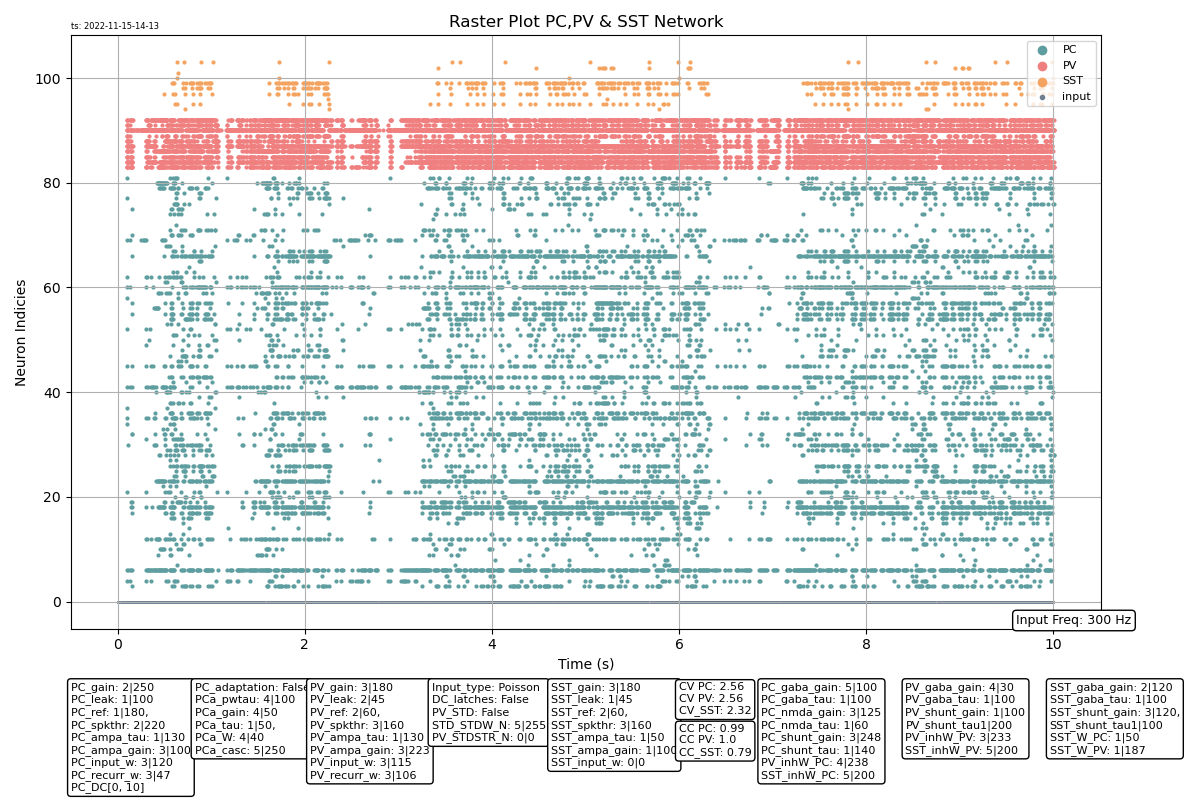 ts: 2022-11-15-14-13
Raster Plot PC,PV & SST Network
PC
PV
SST
input
Neuron Indicies
100
80
60
40
20
0
0 2 4 6 8 10
Time (s)
Input Freq: 300 Hz
PC_gain: 2|250
PC_leak: 1|100
PC_ref: 1|180,
PC_spkthr: 2|220
PC_ampa_tau: 1|130
PC_ampa_gain: 3|100
PC_input_w: 3|120
PC_recurr_w: 3|47
PC_DC[0, 10]
PC_adaptation: False
PCa_pwtau: 4|100
PCa_gain: 4|50
PCa_tau: 1|50,
PCa_W: 4|40
PCa_casc: 5|250
PV_gain: 3|180
PV_leak: 2|45
PV_ref: 2|60,
PV_spkthr: 3|160
PV_ampa_tau: 1|130
PV_ampa_gain: 3|223
PV_input_w: 3|115
PV_recurr_w: 3|106
Input_type: Poisson
DC_latches: False
PV_STD: False
STD_STDW_N: 5|255
PV_STDSTR_N: 0|0
SST_gain: 3|180
SST_leak: 1|45
SST_ref: 2|60,
SST_spkthr: 3|160
SST_ampa_tau: 1|50
SST_ampa_gain: 1|100
SST_input_w: 0|0
CV PC: 2.56
CV PV: 2.56
CV_SST: 2.32
CC PC: 0.99
CC PV: 1.0
CC_SST: 0.79
PC_gaba_gain: 5|100
PC_gaba_tau: 1|100
PC_nmda_gain: 3|125
PC_nmda_tau: 1|60
PC_shunt_gain: 3|248
PC_shunt_tau: 1|140
PV_inhW_PC: 4|238
SST_inhW_PC: 5|200
PV_gaba_gain: 4|30
PV_gaba_tau: 1|100
PV_shunt_gain: 1|100
PV_shunt_tau1|200
PV_inhW_PV: 3|233
SST_inhW_PV: 5|200
SST_gaba_gain: 2|120
SST_gaba_tau: 1|100
SST_shunt_gain: 3|120,
SST_shunt_tau1|100
SST_W_PC: 1|50
SST_W_PV: 1|187